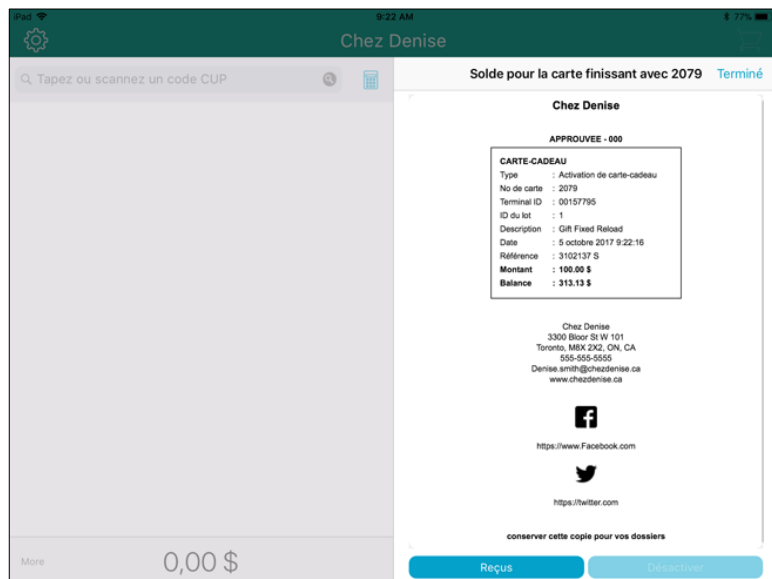 iPad 9:22 AM 77%
Chez Denise
Tapez ou scannez un code CUP
Solde pour la carte finissant avec 2079 Terminé
Chez Denise
APPROUVEE - 000
CARTE-CADEAU
Type : Activation de carte-cadeau
No de carte : 2079
Terminal ID : 00157795
ID du lot : 1
Description : Gift Fixed Reload
Date : 5 octobre 2017 9:22:16
Référence : 3102137 S
Montant : 100.00 $
Balance : 313.13 $
Chez Denise
3300 Bloor St W 101
Toronto, M8X 2X2, ON, CA
555-555-5555
Denise.smith@chezdenise.ca
www.chezdenise.ca
https://www.Facebook.com
https://twitter.com
conserver cette copie pour vos dossiers
More 0,00 $
Reçus Désactiver